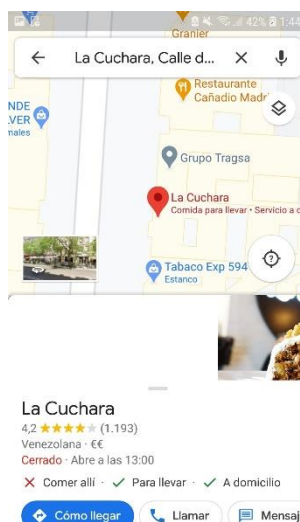 42% 1:44
Granier
La Cuchara, Calle d...
Restaurante
Cañadio Madr
NDE
LVER
nales
Grupo Tragsa
La Cuchara
Comida para llevar · Servicio a c
Tabaco Exp 594
Estanco
La Cuchara
4,2 (1.193)
Venezolana · €€
Cerrado · Abre a las 13:00
Comer allí · Para llevar · A domicilio
Cómo llegar
Llamar
Mensaj